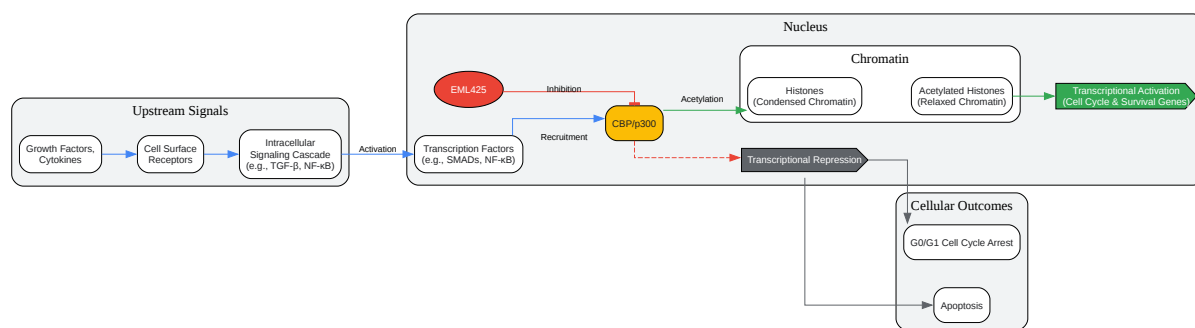 Upstream Signals
Growth Factors,
Cytokines
Cell Surface
Receptors
Intracellular
Signaling Cascade
(e.g., TGF-β, NF-κB)
Activation
Nucleus
EML425
Inhibition
Transcription Factors
(e.g., SMADs, NF-κB)
Recruitment
CBP/p300
Acetylation
Chromatin
Histones
(Condensed Chromatin)
Acetylated Histones
(Relaxed Chromatin)
Transcriptional Activation
(Cell Cycle & Survival Genes)
Transcriptional Repression
Cellular Outcomes
G0/G1 Cell Cycle Arrest
Apoptosis